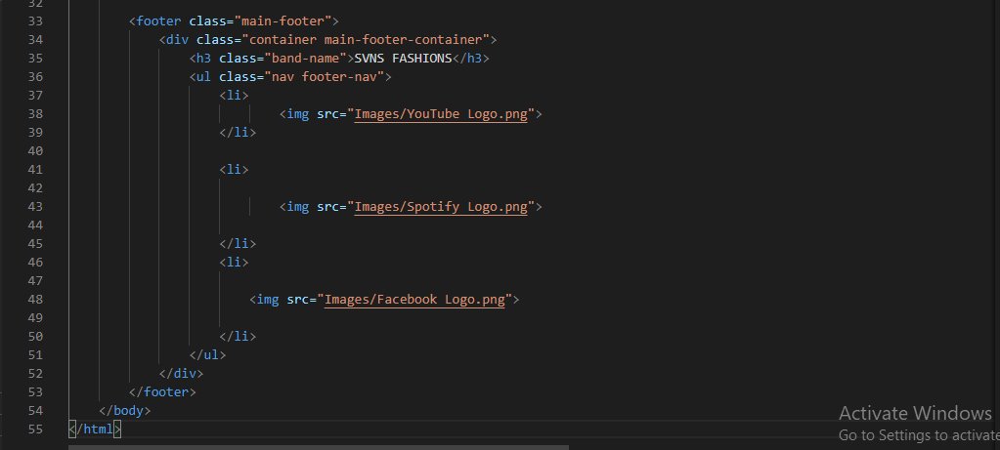 32
33 <footer class="main-footer">
34 <div class="container main-footer-container">
35 <h3 class="band-name">SVNS FASHIONS</h3>
36 <ul class="nav footer-nav">
37 <li>
38 <img src="Images/YouTube Logo.png">
39 </li>
40
41 <li>
42
43 <img src="Images/Spotify Logo.png">
44
45 </li>
46 <li>
47
48 <img src="Images/Facebook Logo.png">
49
50 </li>
51 </ul>
52 </div>
53 </footer>
54 </body>
55 </html>
Activate Windows
Go to Settings to activate